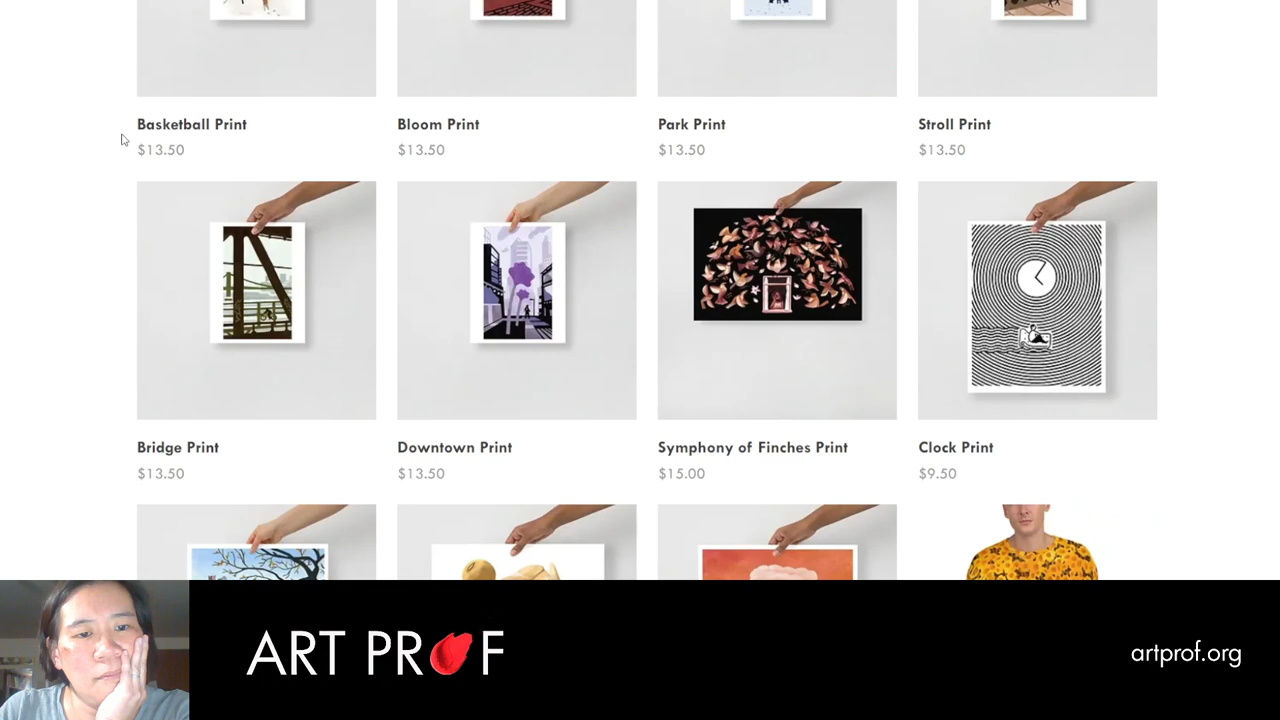 Basketball Print
$13.50
Bloom Print
$13.50
Park Print
$13.50
Stroll Print
$13.50
Bridge Print
$13.50
Downtown Print
$13.50
Symphony of Finches Print
$15.00
Clock Print
$9.50
ART PROF
artprof.org